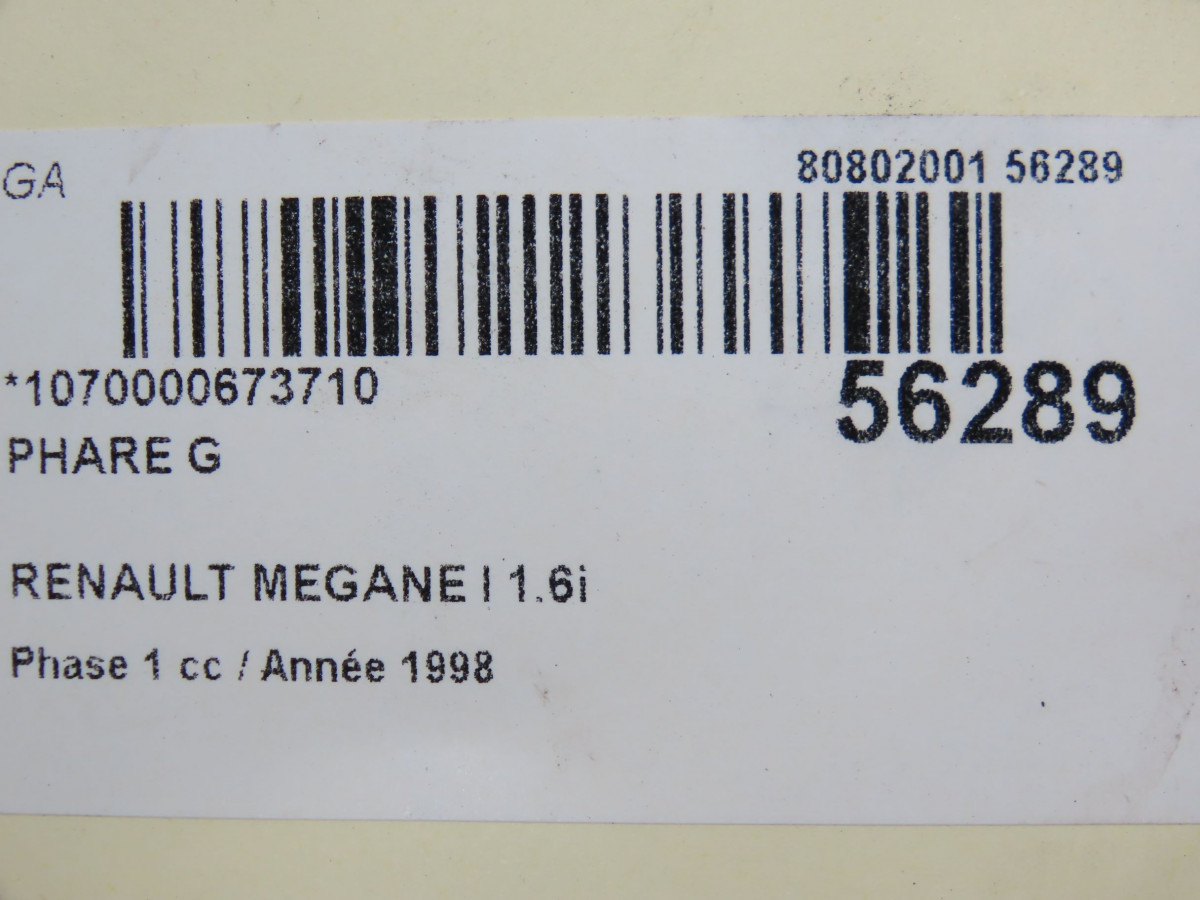 GA
80802001 56289
*1070000673710
56289
PHARE G
RENAULT MEGANE I 1.6i
Phase 1 cc / Année 1998